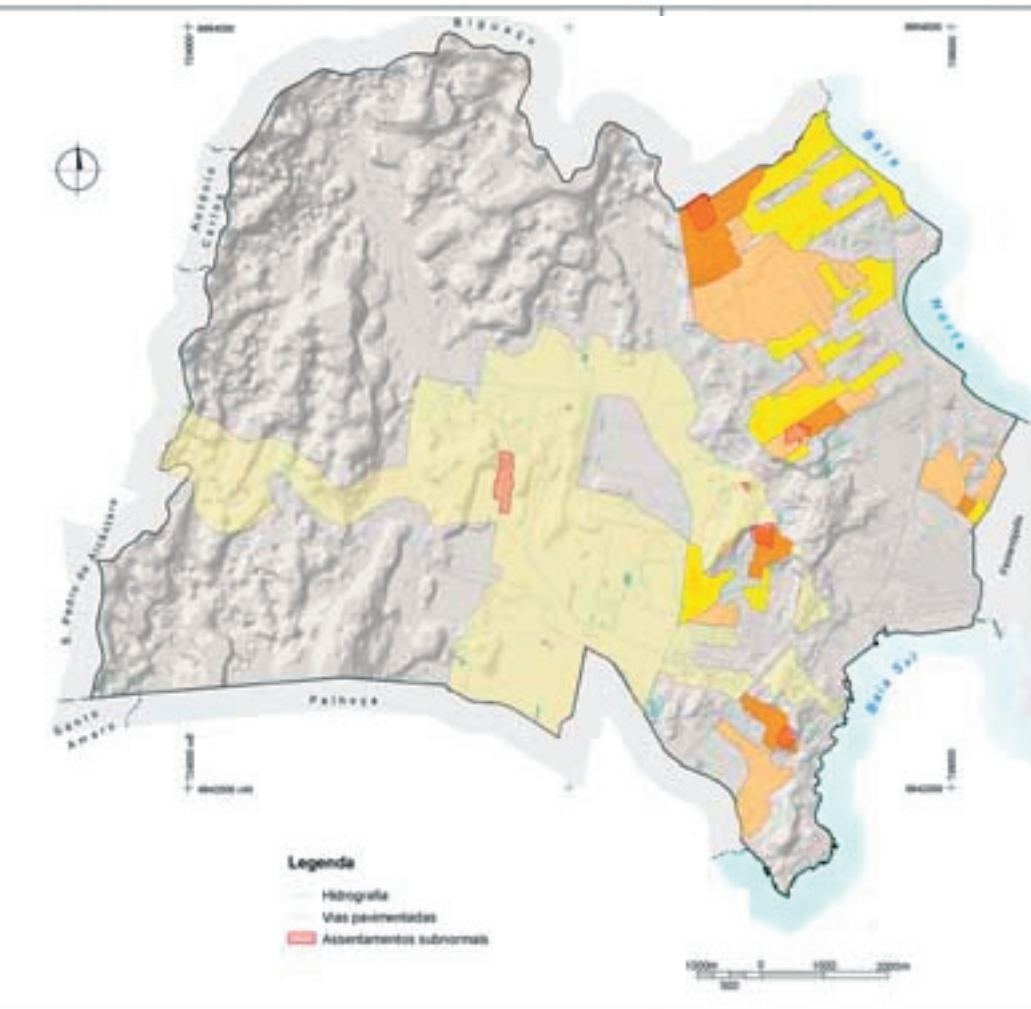 Biguaçu
Antônio
Carlos
Baía
Norte
S. Pedro de Alcântara
Florianópolis
Baía Sul
Palhoça
Santo
Amaro
Legenda
Hidrografia
Vias pavimentadas
Assentamentos subnormais
1000m 0 1000 2000m
500